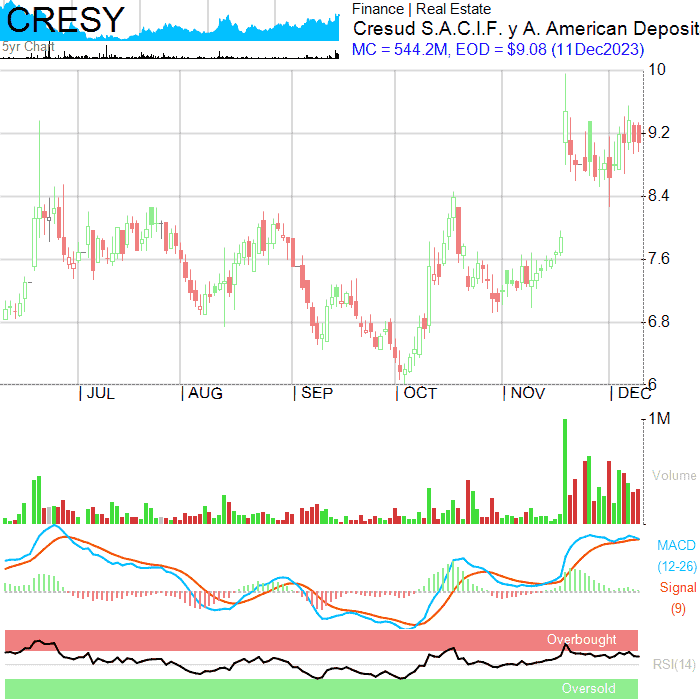 CRESY
5yr Chart
Finance | Real Estate
Cresud S.A.C.I.F. y A. American Deposit
MC = 544.2M, EOD = $9.08 (11Dec2023)
10
9.2
8.4
7.6
6.8
6
| JUL | AUG | SEP | OCT | NOV | DEC
1M
Volume
MACD
(12-26)
Signal
(9)
Overbought
RSI(14)
Oversold